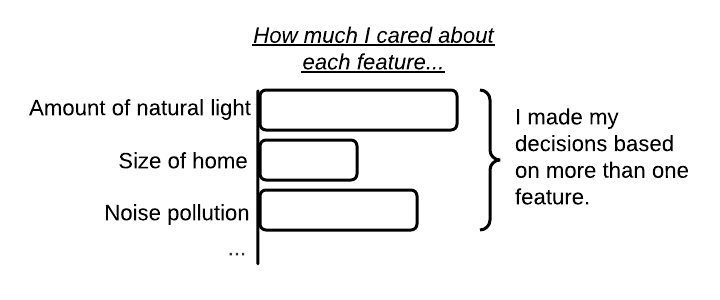 How much I cared about
each feature...
Amount of natural light
Size of home
Noise pollution
...
I made my
decisions based
on more than one
feature.